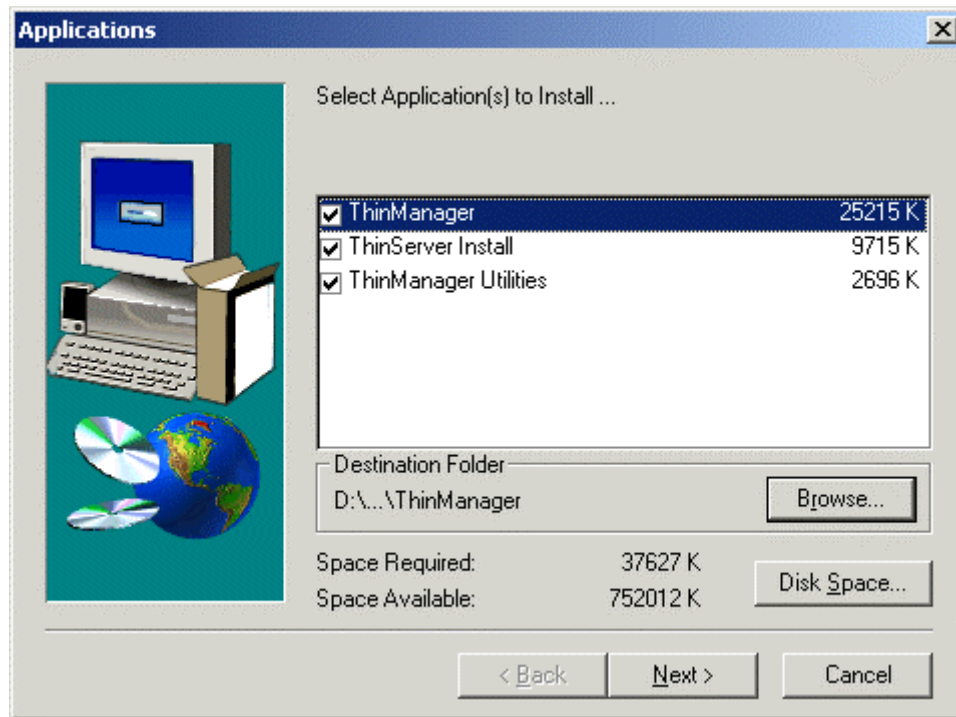 Applications
Select Application(s) to Install ...
ThinManager 25215 K
ThinServer Install 9715 K
ThinManager Utilities 2696 K
Destination Folder
D:\...\ThinManager Browse...
Space Required: 37627 K
Space Available: 752012 K
Disk Space...
< Back Next > Cancel